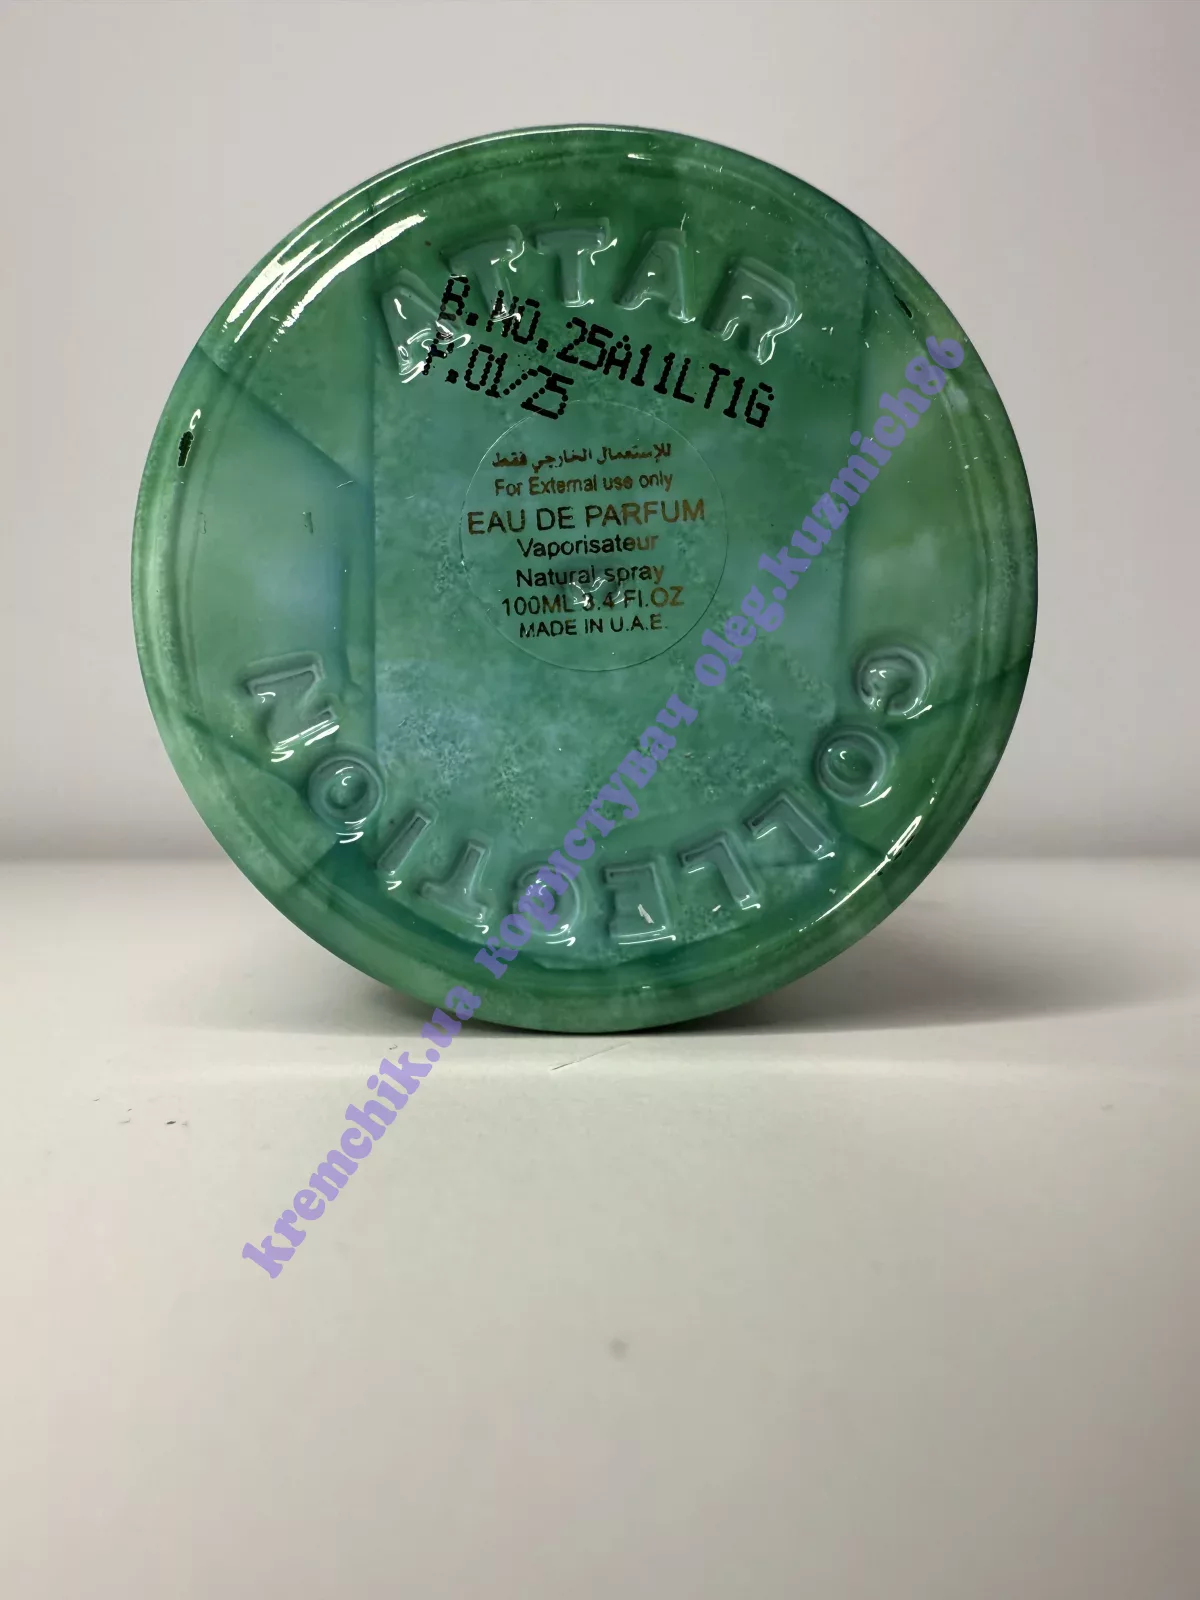 ATTAR
B.NO.25A11LT1G
P.01/25
للإستعمال الخارجي فقط
For External use only
EAU DE PARFUM
Vaporisateur
Natural spray
100ML 3.4 Fl.OZ
MADE IN U.A.E.
COLLECTION
kremchik.ua користувач oleg.kuzmich86